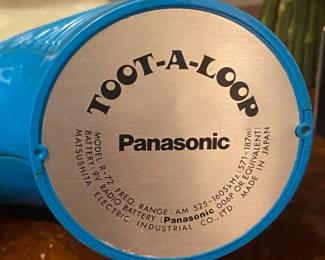 TOOT-A-LOOP
Panasonic
MODEL R-72 FREQ. RANGE: AM 525-1605kHz (571-187m)
BATTERY: 9V RADIO BATTERY (Panasonic 006P OR EQUIVALENT)
MATSUSHITA ELECTRIC INDUSTRIAL CO., LTD. MADE IN JAPAN